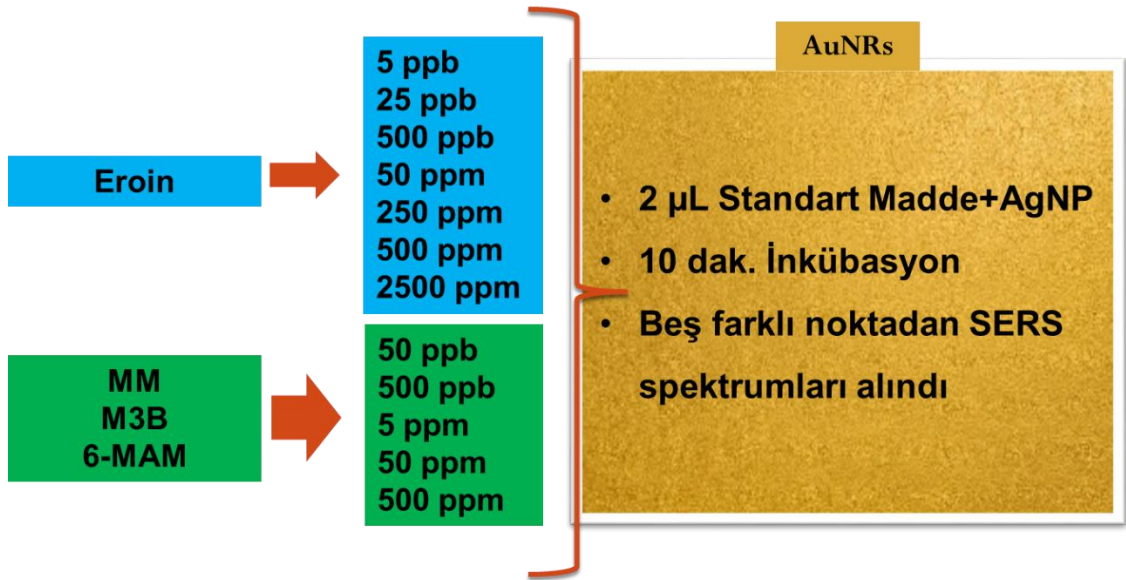 Eroin
5 ppb
25 ppb
500 ppb
50 ppm
250 ppm
500 ppm
2500 ppm
MM
M3B
6-MAM
50 ppb
500 ppb
5 ppm
50 ppm
500 ppm
AuNRs
• 2 µL Standart Madde+AgNP
• 10 dak. İnkübasyon
• Beş farklı noktadan SERS
spektrumları alındı